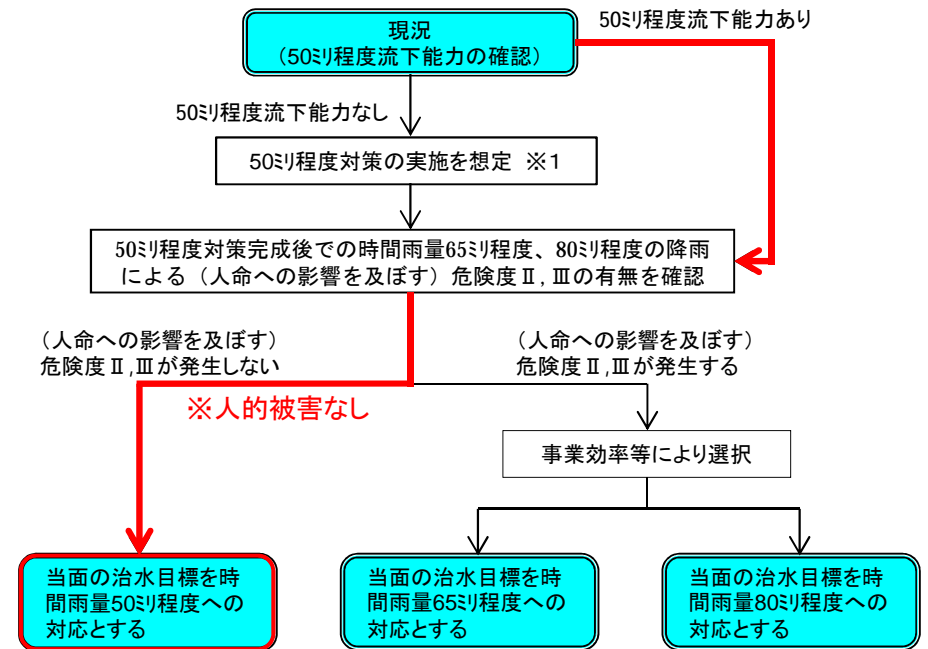 50ミリ程度流下能力あり
現況
（50ミリ程度流下能力の確認）
50ミリ程度流下能力なし
50ミリ程度対策の実施を想定 ※1
50ミリ程度対策完成後での時間雨量65ミリ程度、80ミリ程度の降雨
による（人命への影響を及ぼす）危険度Ⅱ,Ⅲの有無を確認
（人命への影響を及ぼす）
危険度Ⅱ,Ⅲが発生しない
（人命への影響を及ぼす）
危険度Ⅱ,Ⅲが発生する
※人的被害なし
事業効率等により選択
当面の治水目標を時
間雨量50ミリ程度への
対応とする
当面の治水目標を時
間雨量65ミリ程度への
対応とする
当面の治水目標を時
間雨量80ミリ程度への
対応とする